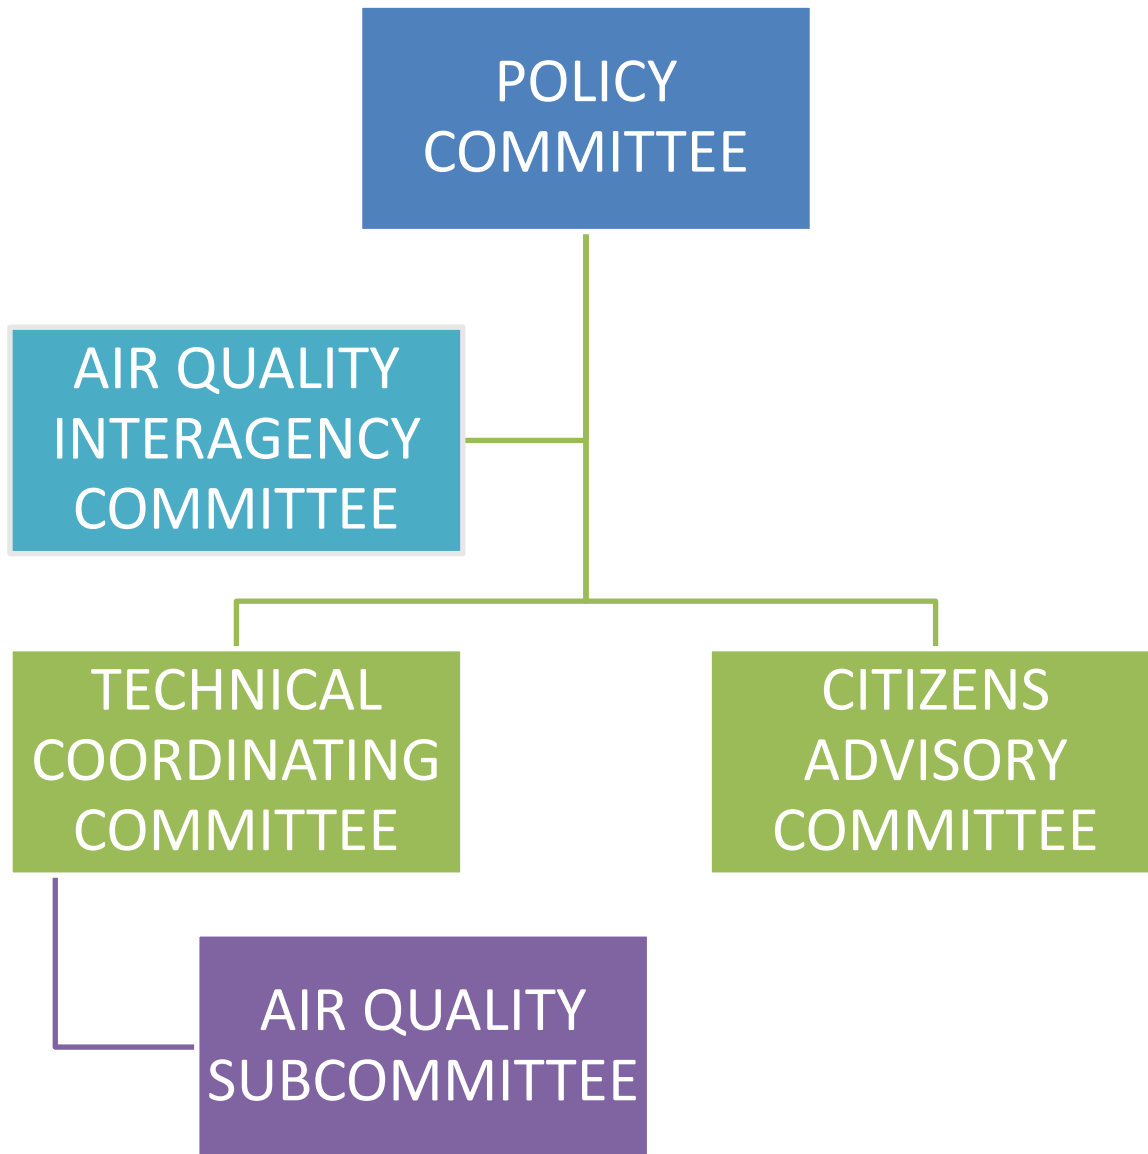 POLICY
COMMITTEE
AIR QUALITY
INTERAGENCY
COMMITTEE
TECHNICAL
COORDINATING
COMMITTEE
CITIZENS
ADVISORY
COMMITTEE
AIR QUALITY
SUBCOMMITTEE